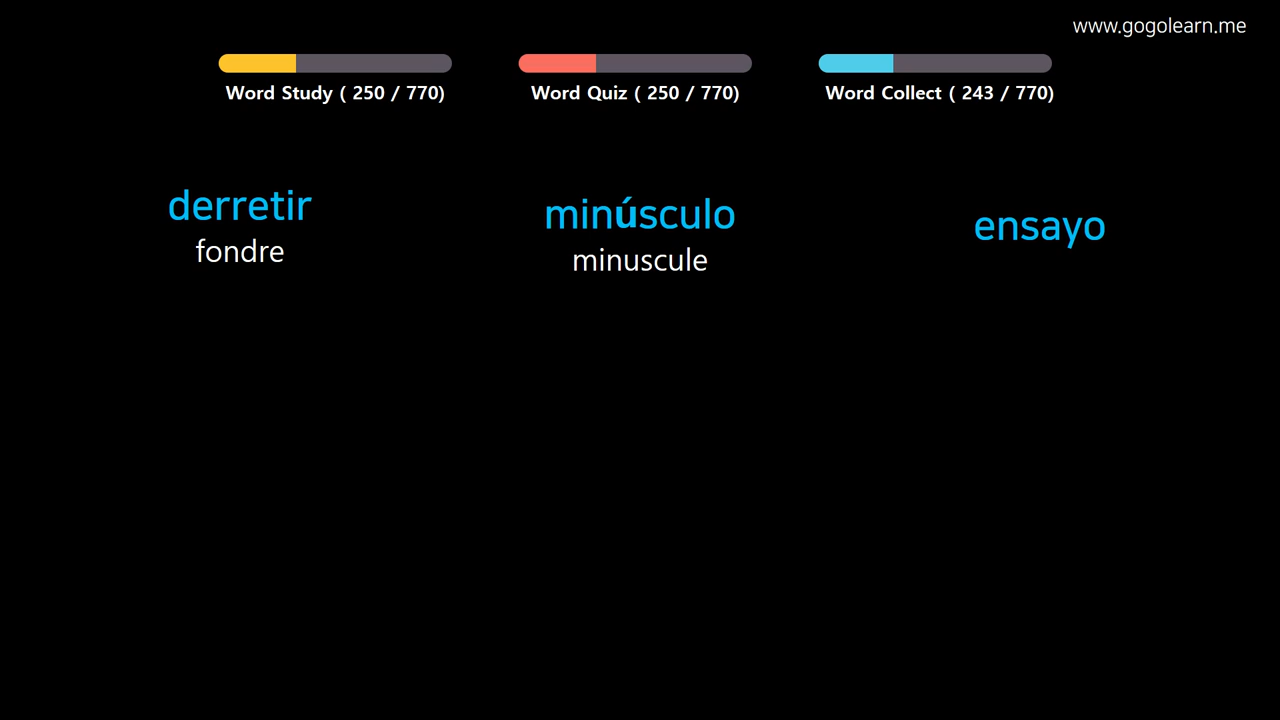 www.gogolearn.me
Word Study ( 250 / 770)
Word Quiz ( 250 / 770)
Word Collect ( 243 / 770)
derretir
fondre
minúsculo
minuscule
ensayo